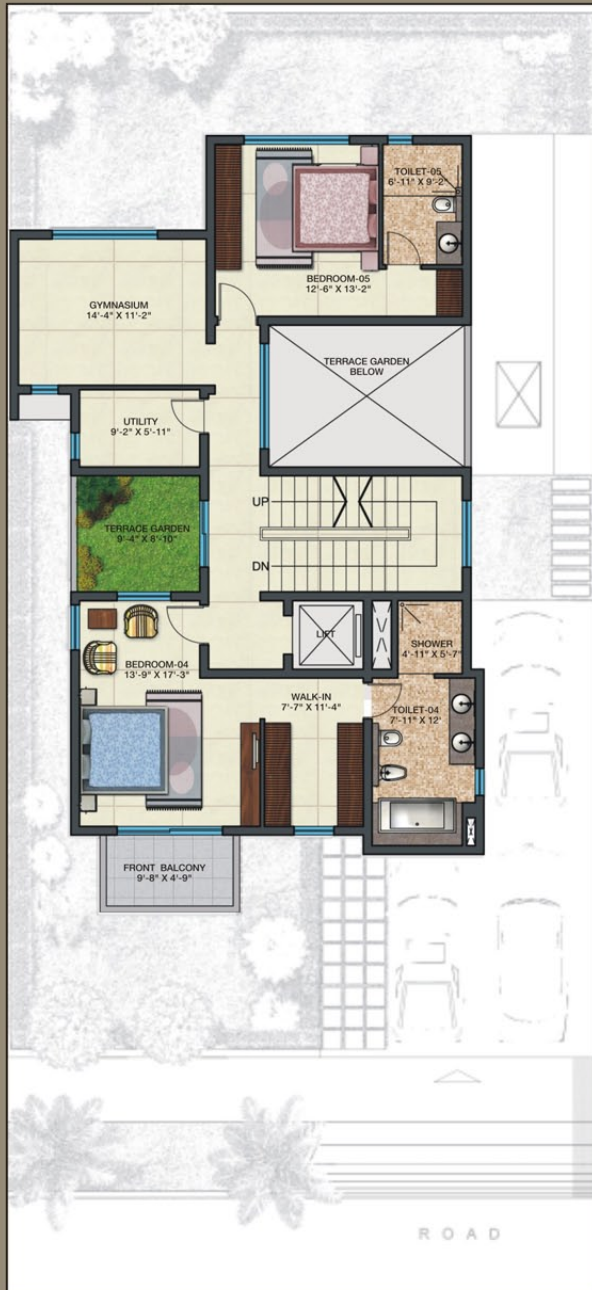 TOILET-05
6'-11" X 9'-2"
BEDROOM-05
12'-6" X 13'-2"
GYMNASIUM
14'-4" X 11'-2"
TERRACE GARDEN
BELOW
UTILITY
9'-2" X 5'-11"
UP
TERRACE GARDEN
9'-4" X 8'-10"
DN
LIFT
SHOWER
4'-11" X 5'-7"
BEDROOM-04
13'-9" X 17'-3"
WALK-IN
7'-7" X 11'-4"
TOILET-04
7'-11" X 12'
FRONT BALCONY
9'-8" X 4'-9"
ROAD